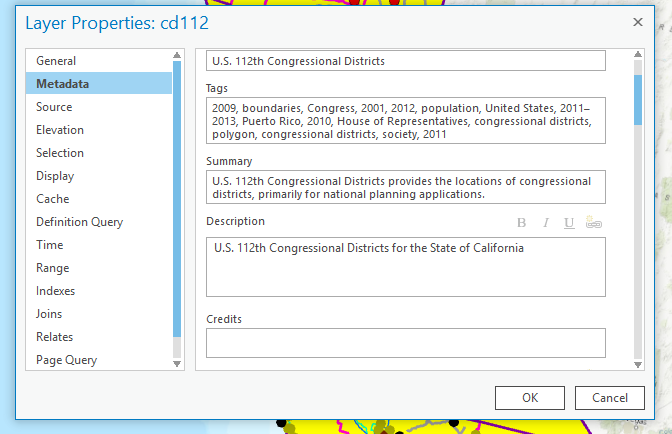 Layer Properties: cd112
General
Metadata
Source
Elevation
Selection
Display
Cache
Definition Query
Time
Range
Indexes
Joins
Relates
Page Query
U.S. 112th Congressional Districts
Tags
2009, boundaries, Congress, 2001, 2012, population, United States, 2011–
2013, Puerto Rico, 2010, House of Representatives, congressional districts,
polygon, congressional districts, society, 2011
Summary
U.S. 112th Congressional Districts provides the locations of congressional
districts, primarily for national planning applications.
Description
B I U
U.S. 112th Congressional Districts for the State of California
Credits
OK Cancel